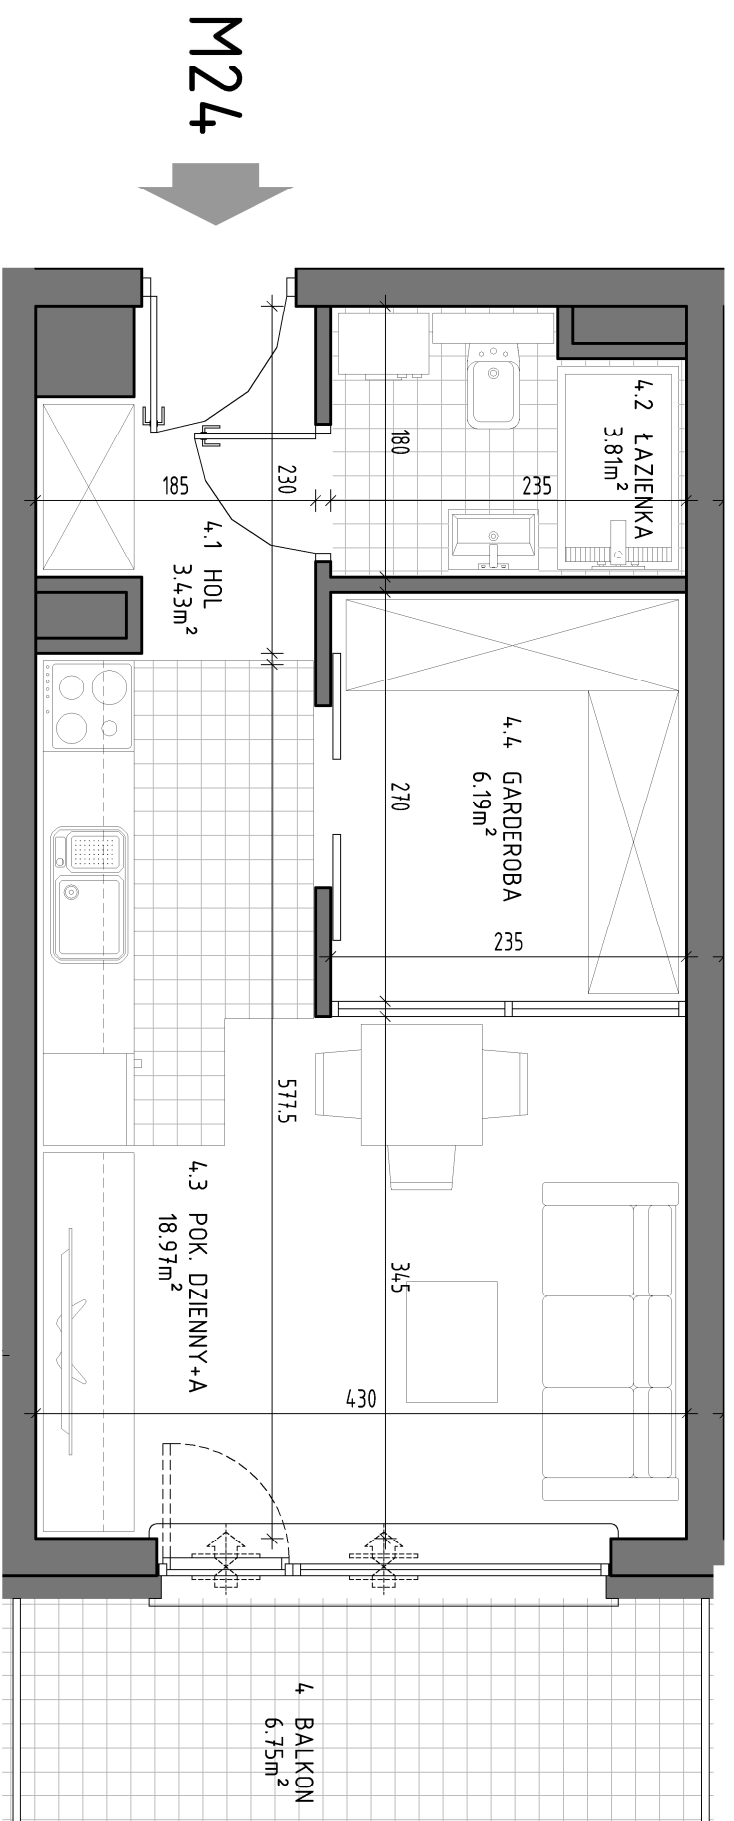 M24
4.2 ŁAZIENKA
3.81m²
180
230
185
235
4.1 HOL
3.43m²
4.4 GARDEROBA
6.19m²
270
235
577.5
4.3 POK. DZIENNY+A
18.97m²
345
430
4 BALKON
6.75m²